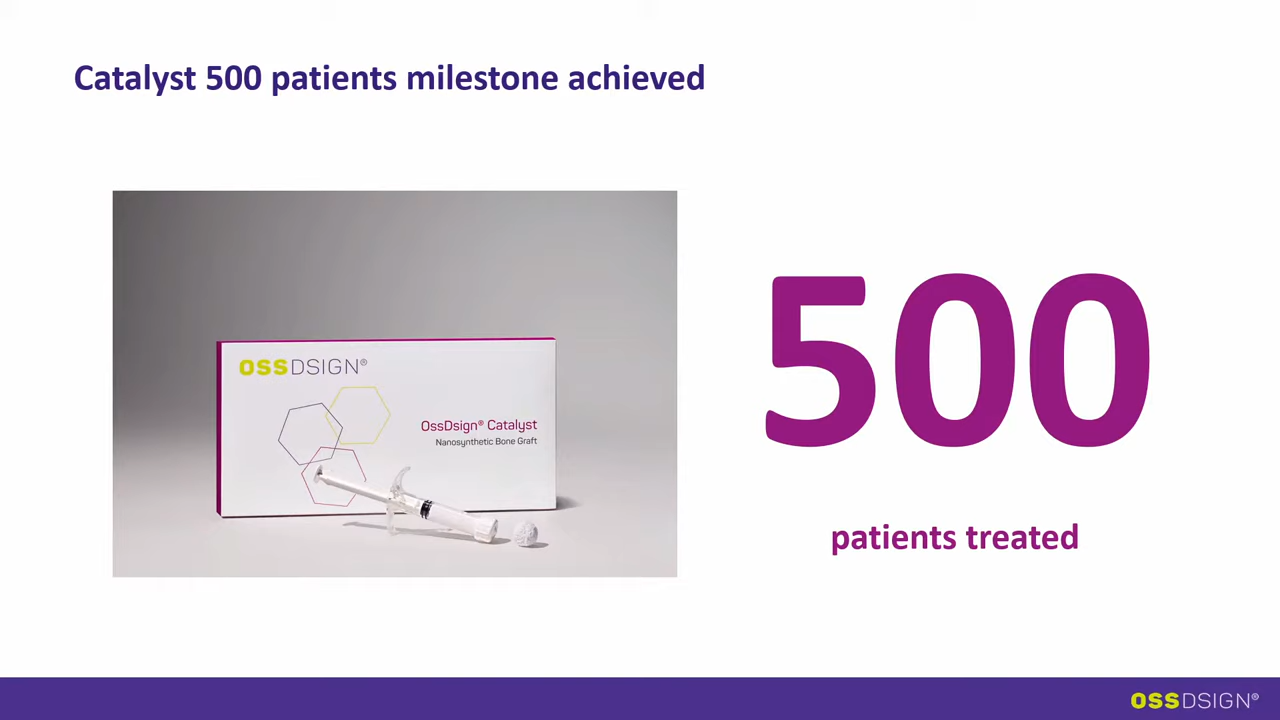 Catalyst 500 patients milestone achieved
OSSDSIGN®
OssDsign® Catalyst
Nanosynthetic Bone Graft
500
patients treated
OSSDSIGN®